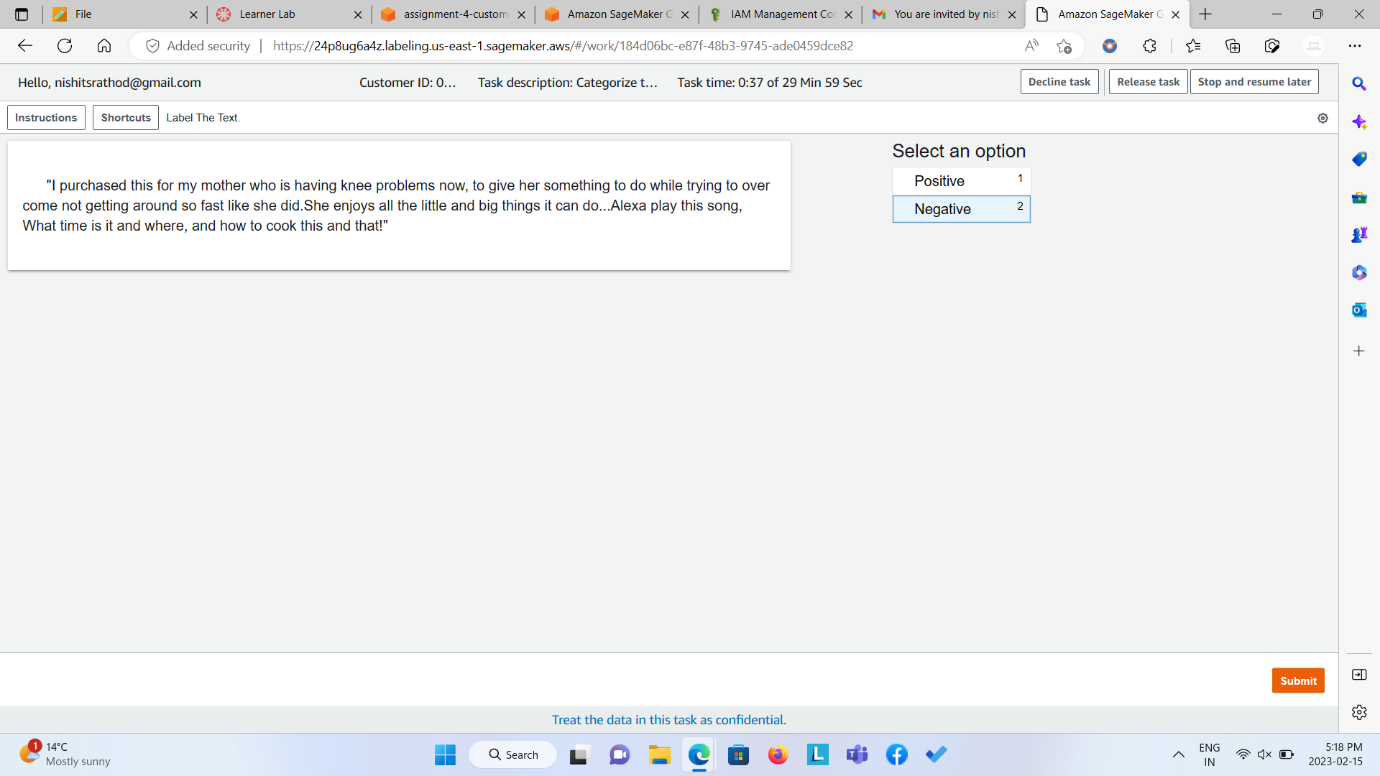 File
Learner Lab
assignment-4-custom
Amazon SageMaker G
IAM Management Co
You are invited by nish
Amazon SageMaker G
Added security
https://24p8ug6a4z.labeling.us-east-1.sagemaker.aws/#/work/184d06bc-e87f-48b3-9745-ade0459dce82
Hello, nishitsrathod@gmail.com
Customer ID: 0...
Task description: Categorize t...
Task time: 0:37 of 29 Min 59 Sec
Decline task
Release task
Stop and resume later
Instructions
Shortcuts
Label The Text.
"I purchased this for my mother who is having knee problems now, to give her something to do while trying to over
come not getting around so fast like she did.She enjoys all the little and big things it can do...Alexa play this song,
What time is it and where, and how to cook this and that!"
Select an option
Positive 1
Negative 2
Submit
Treat the data in this task as confidential.
1
14°C
Mostly sunny
Search
ENG
IN
5:18 PM
2023-02-15